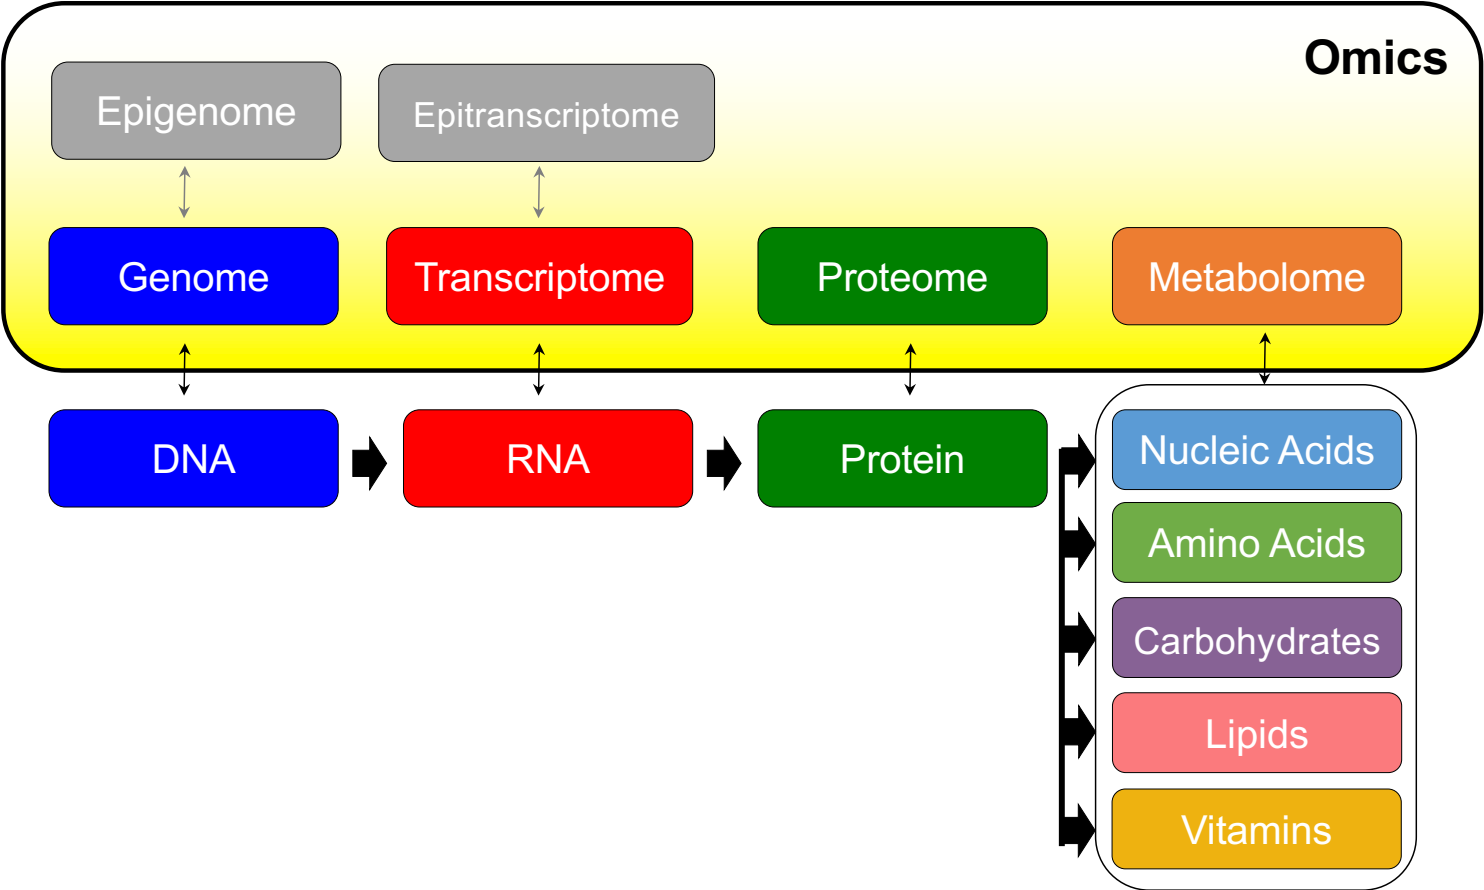 Omics
Epigenome
Epitranscriptome
Genome
Transcriptome
Proteome
Metabolome
DNA
RNA
Protein
Nucleic Acids
Amino Acids
Carbohydrates
Lipids
Vitamins